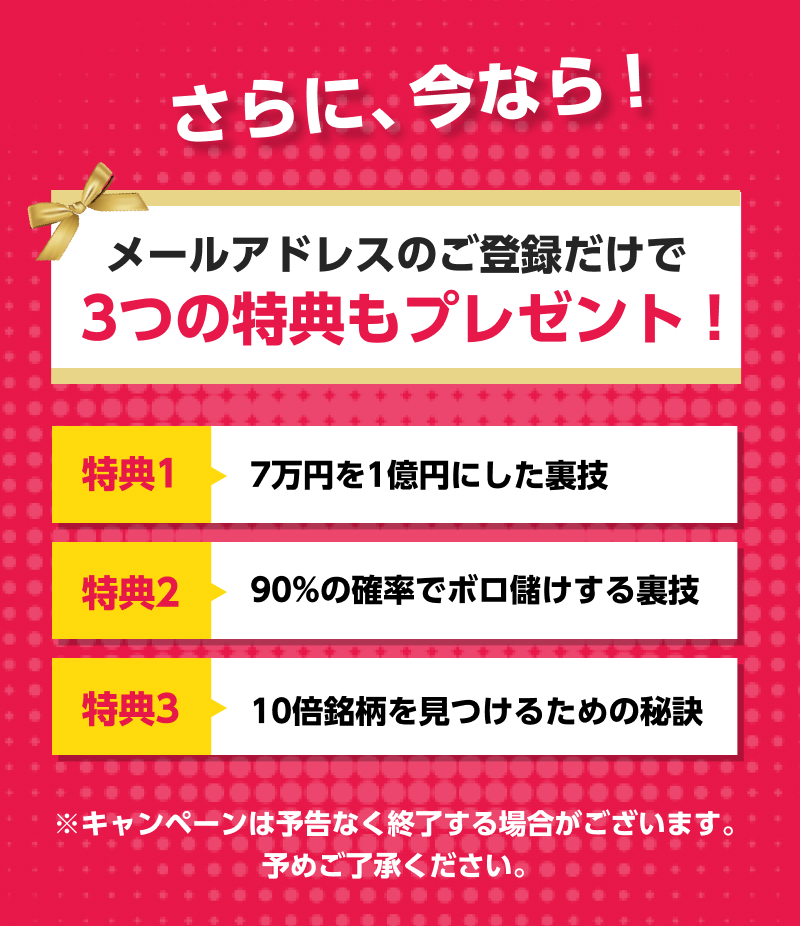 さらに、今なら！
メールアドレスのご登録だけで
3つの特典もプレゼント！
特典1
7万円を1億円にした裏技
特典2
90%の確率でボロ儲けする裏技
特典3
10倍銘柄を見つけるための秘訣
※キャンペーンは予告なく終了する場合がございます。
予めご了承ください。